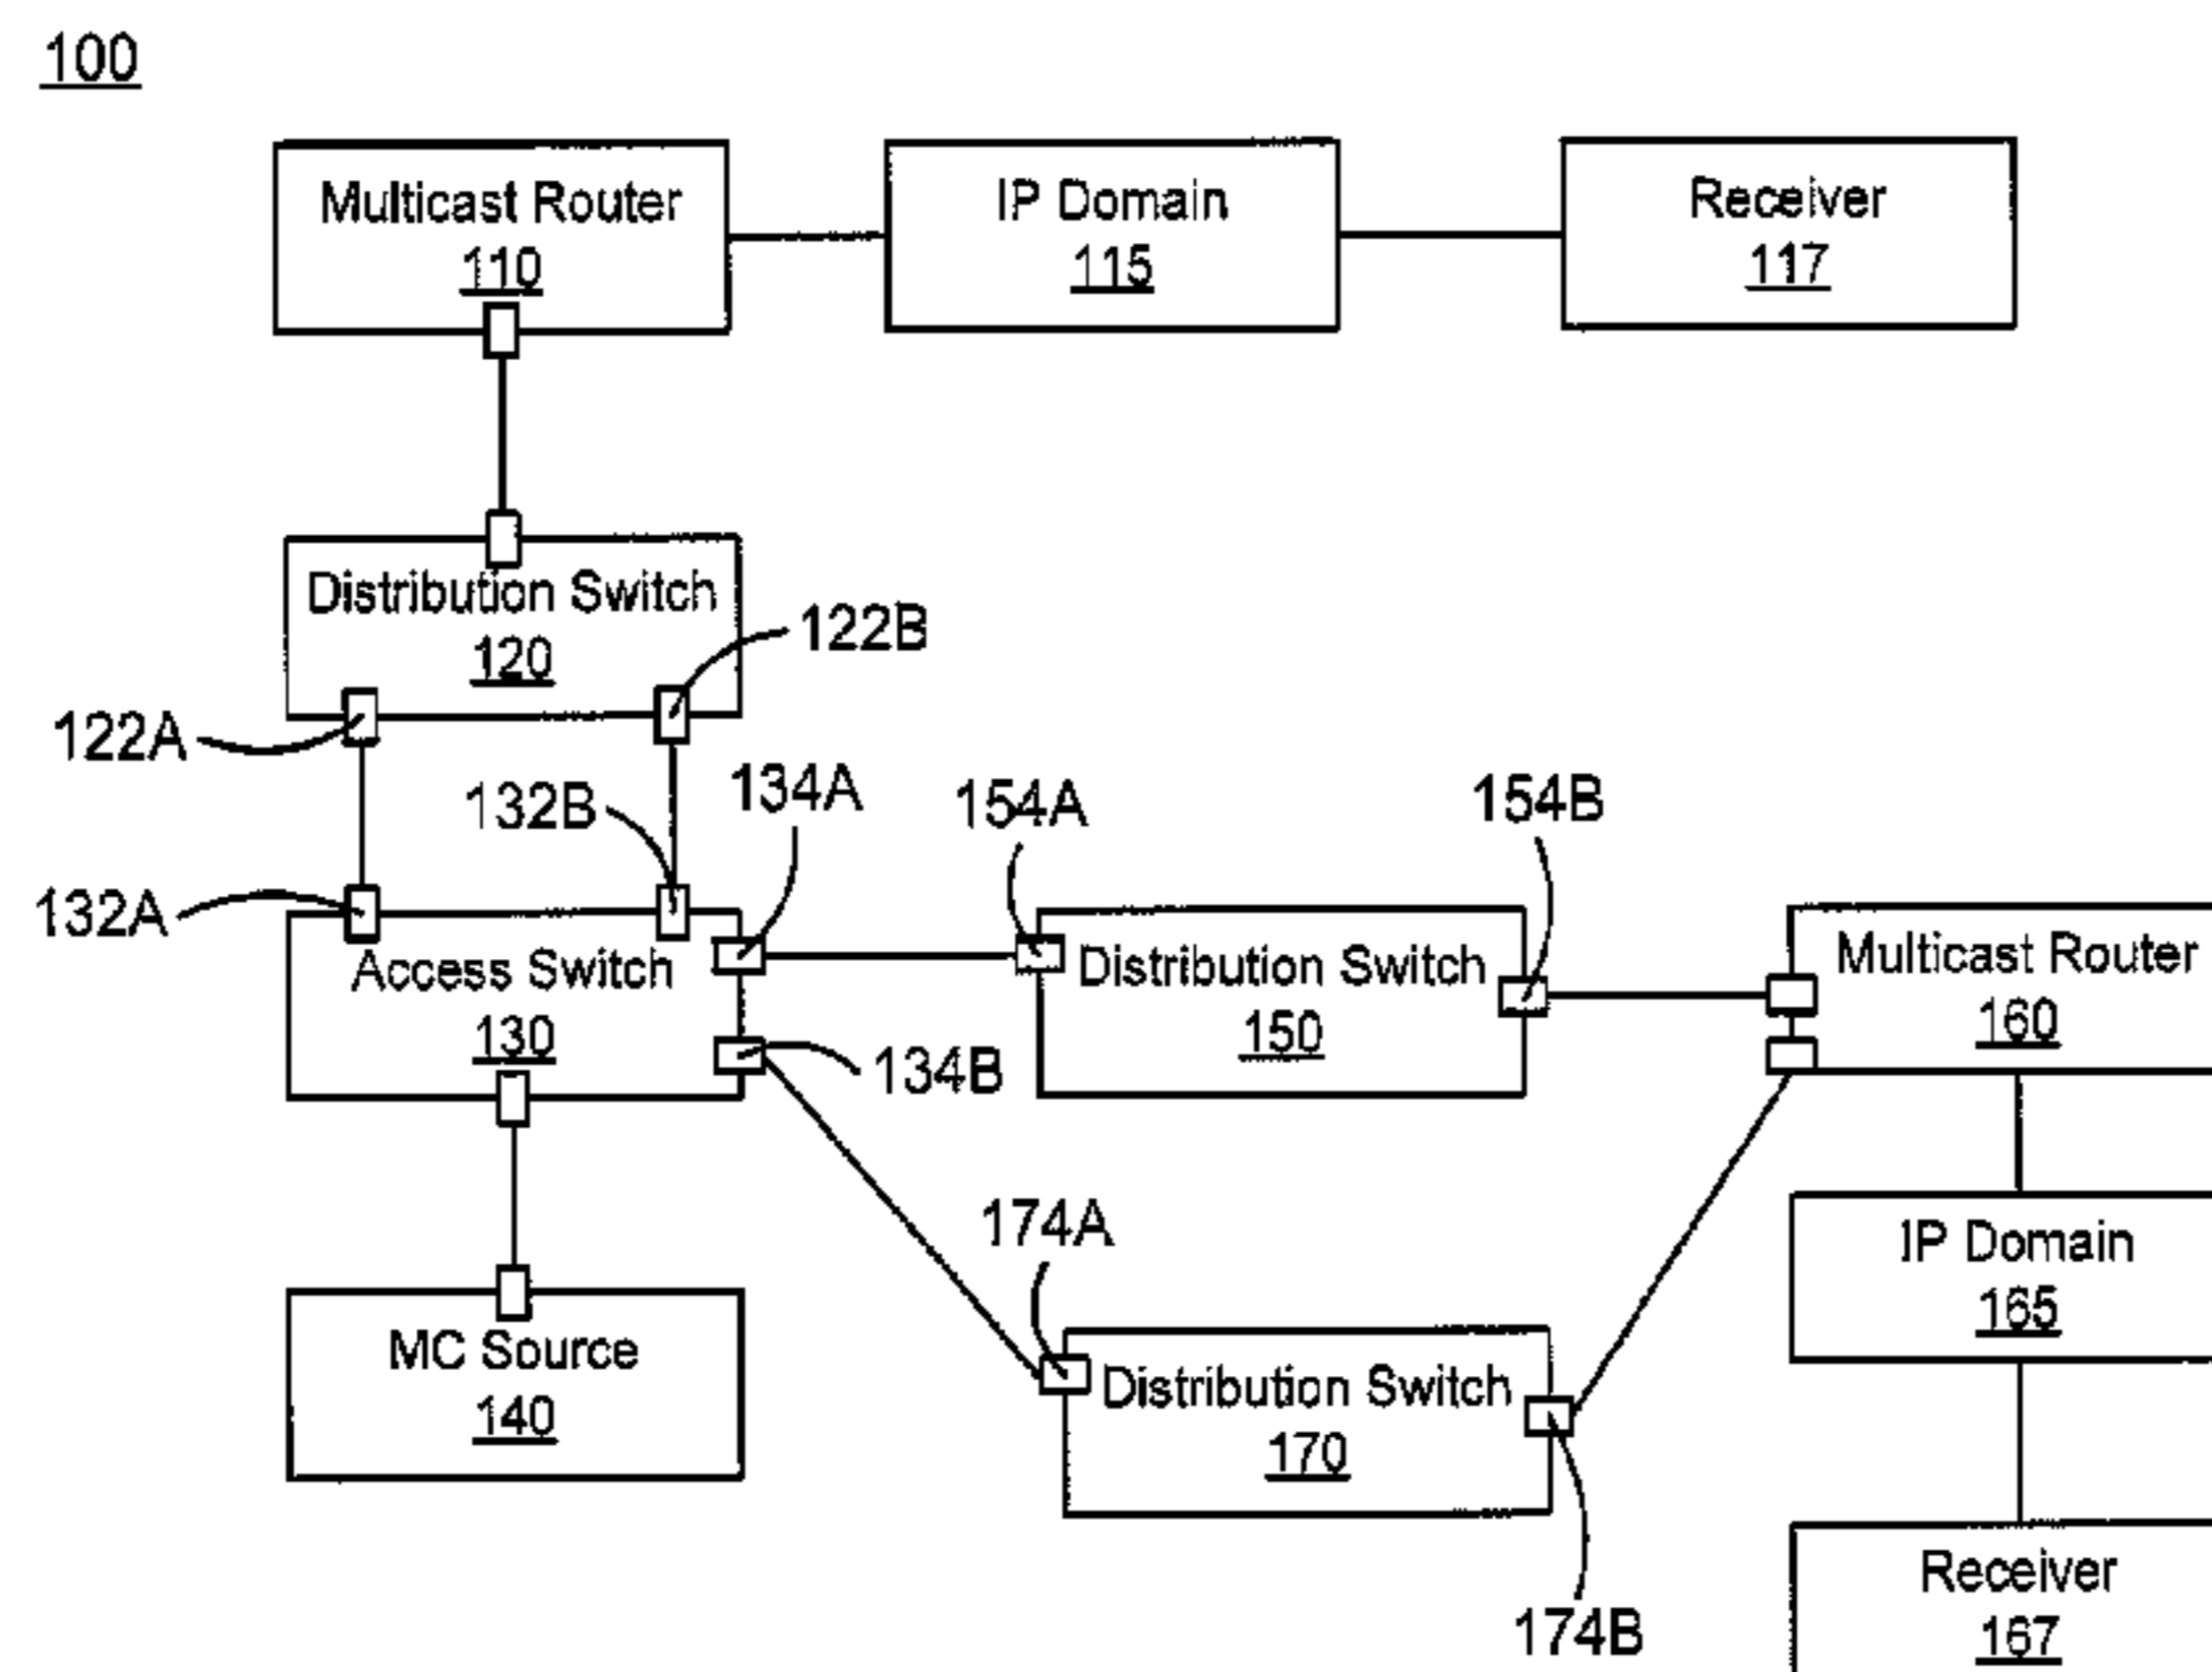 100
Multicast Router
110
IP Domain
115
Receiver
117
Distribution Switch
120
122B
122A
132B
134A
154A
154B
132A
Access Switch
130
134B
Distribution Switch
150
Multicast Router
160
174A
IP Domain
165
MC Source
140
Distribution Switch
170
174B
Receiver
167